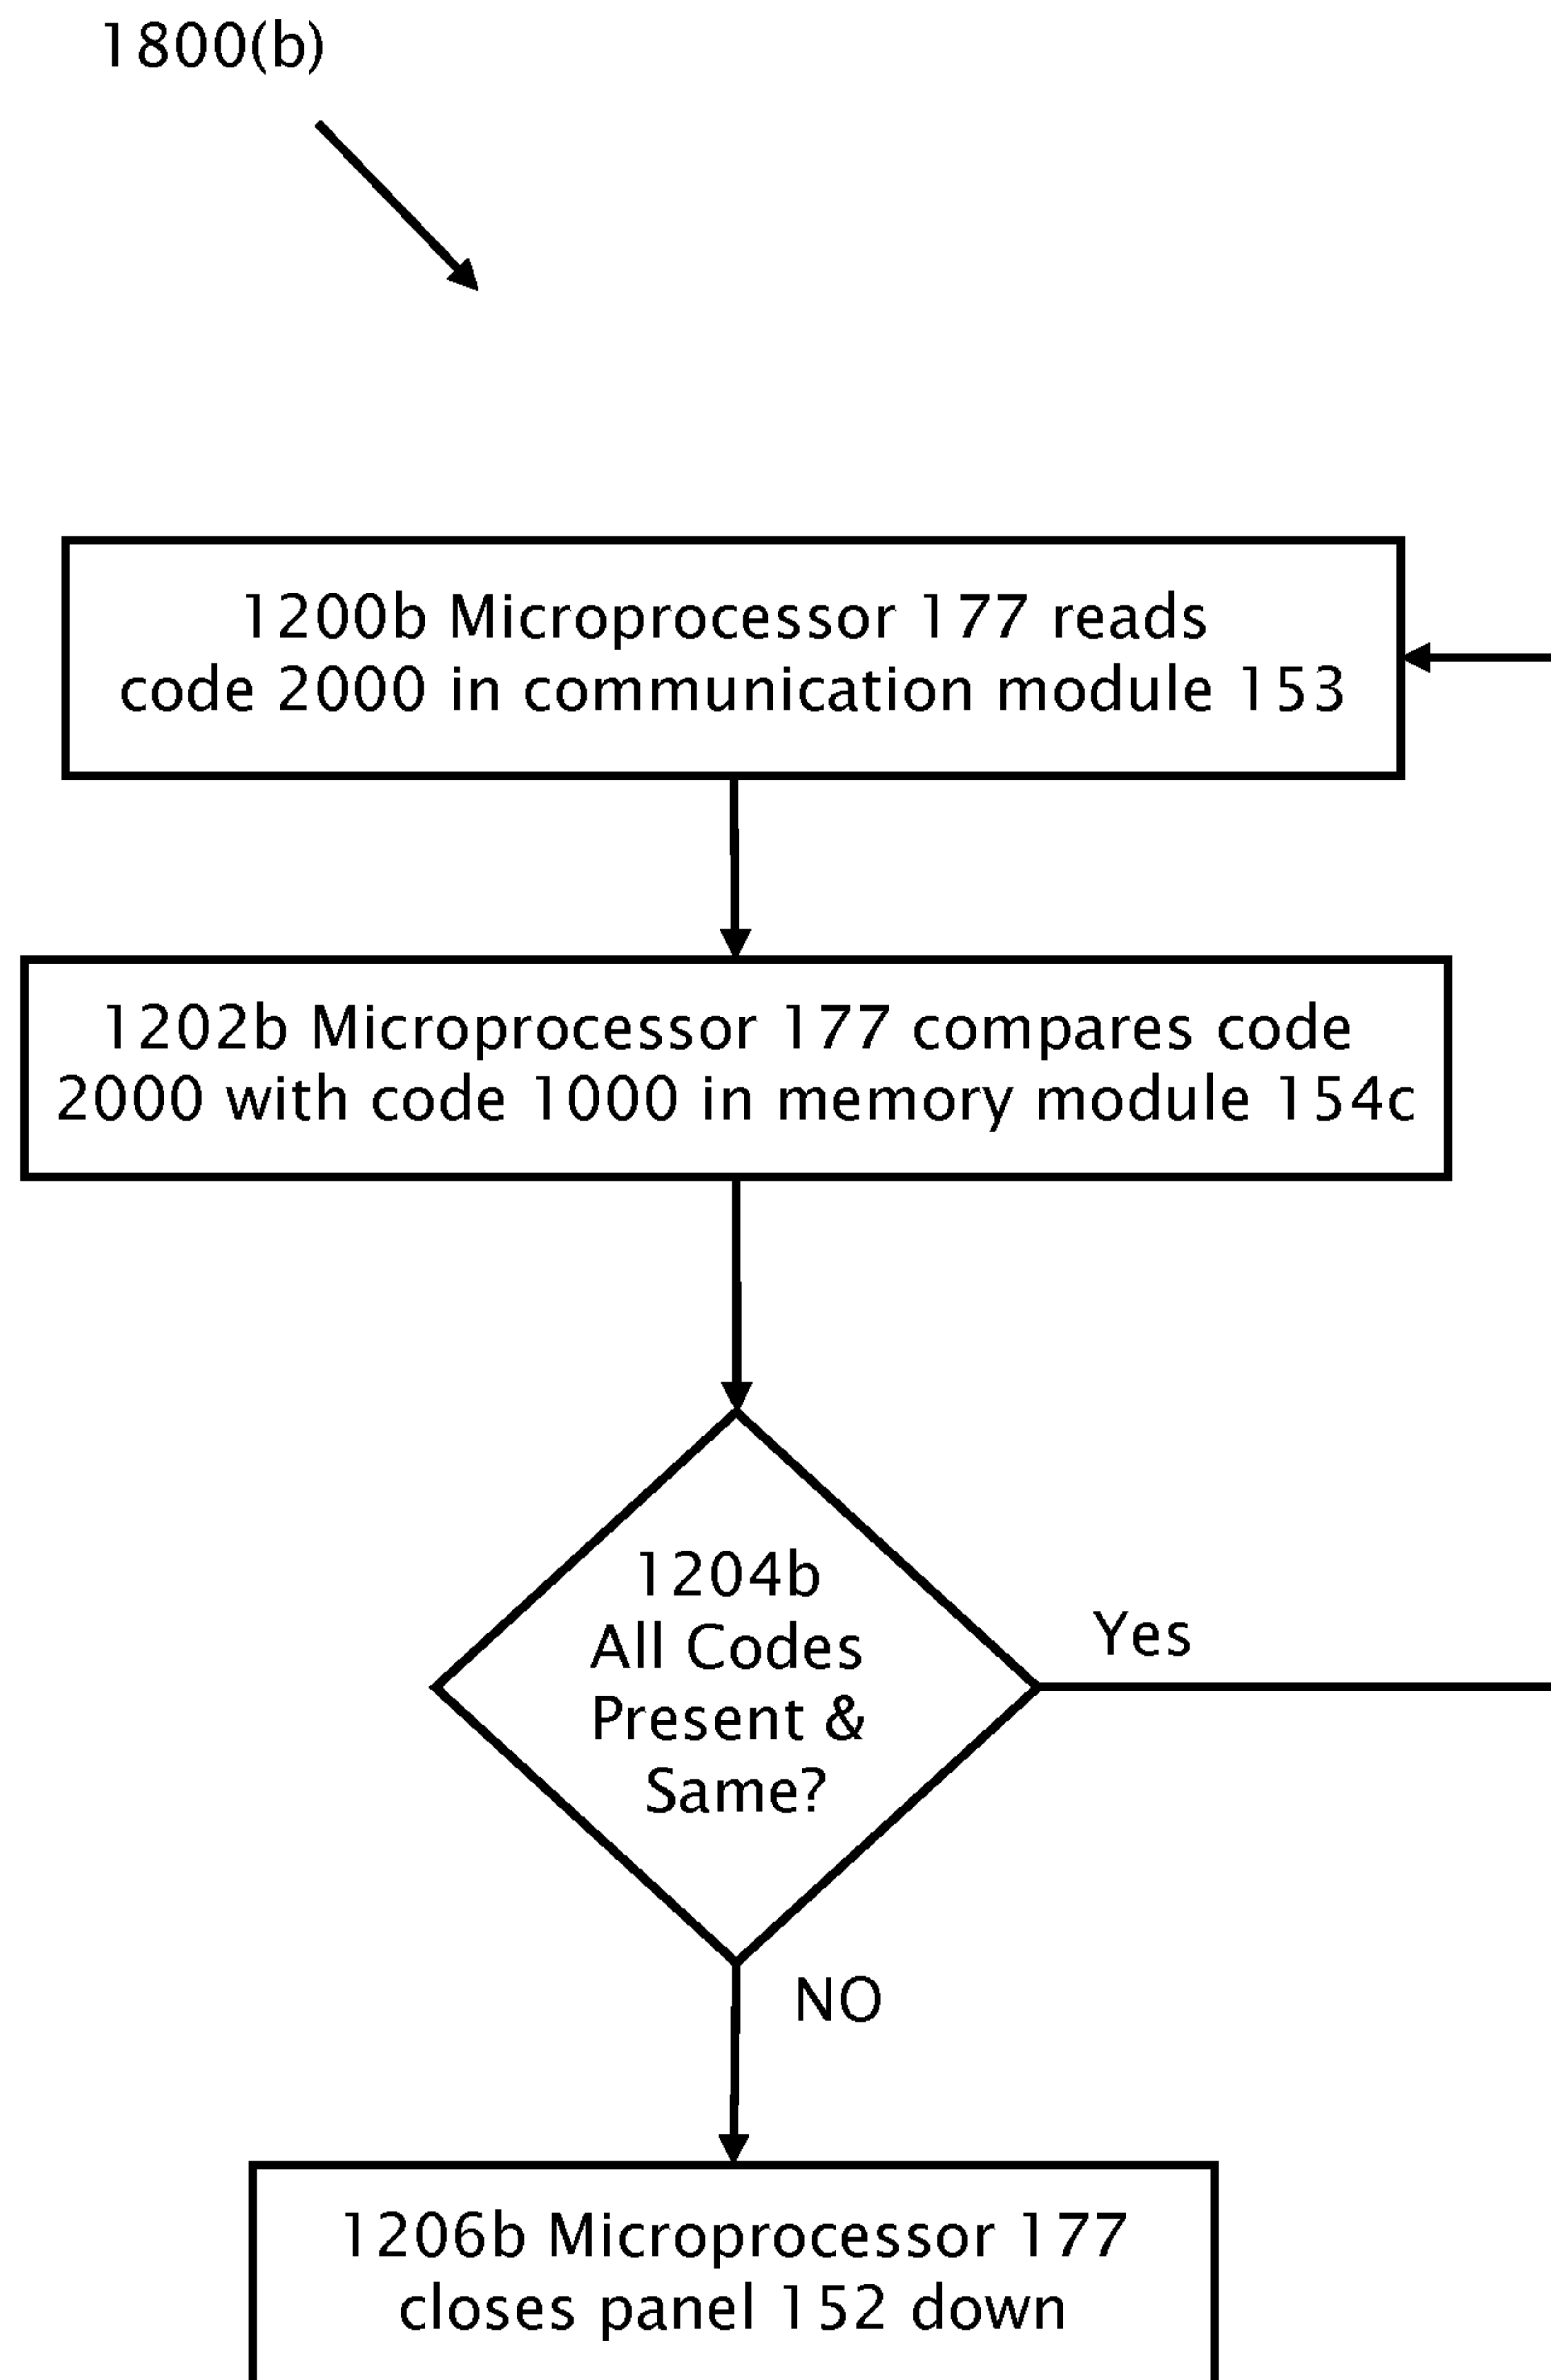 1800(b)
1200b Microprocessor 177 reads
code 2000 in communication module 153
1202b Microprocessor 177 compares code
2000 with code 1000 in memory module 154c
1204b
All Codes
Present &
Same?
Yes
NO
1206b Microprocessor 177
closes panel 152 down